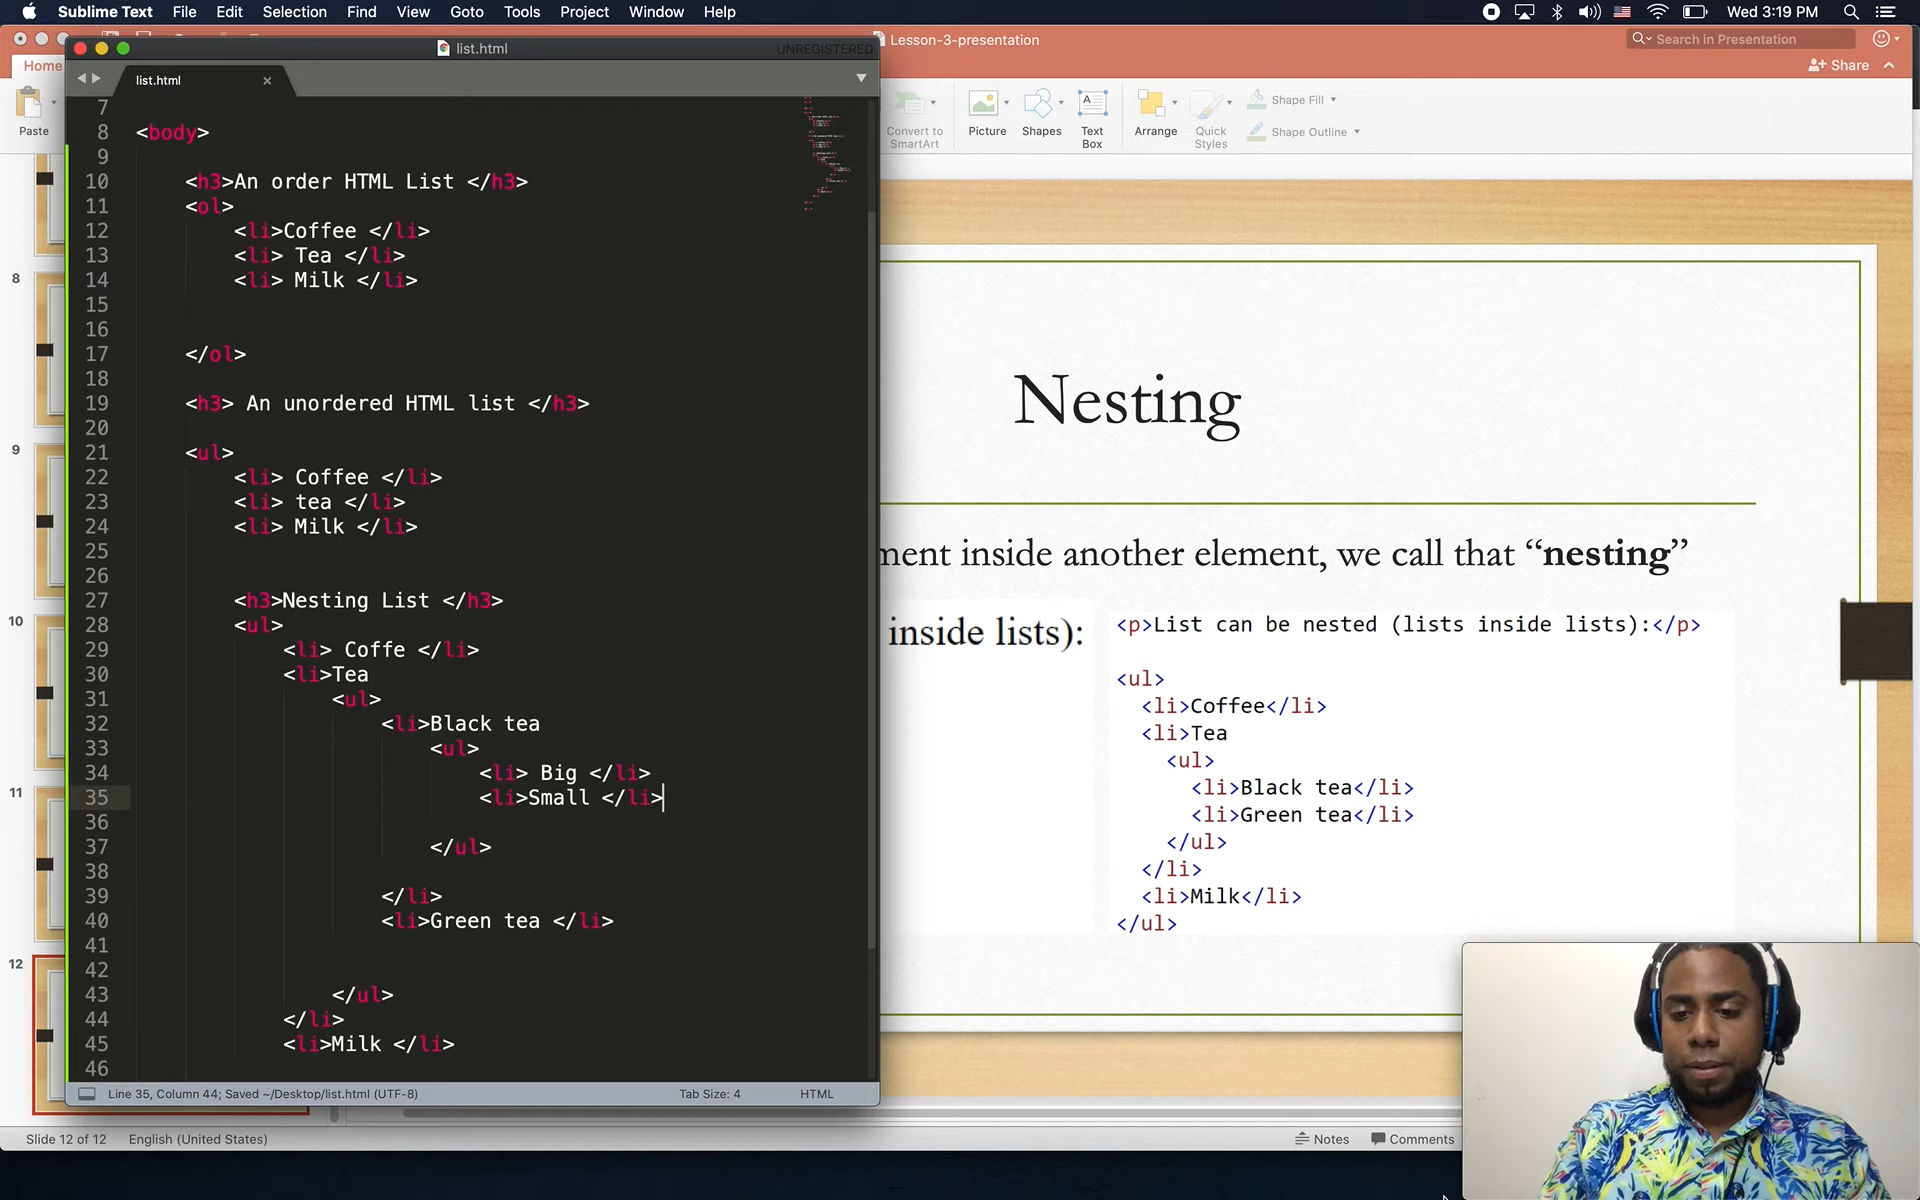 Sublime Text File Edit Selection Find View Goto Tools Project Window Help Wed 3:19 PM
Lesson-3-presentation
Search in Presentation
Home
Share
list.html
UNREGISTERED
list.html
Paste
Convert to
SmartArt
Picture
Shapes
Text
Box
Arrange
Quick
Styles
Shape Fill
Shape Outline
7
8 <body>
9
10 <h3>An order HTML List </h3>
11 <ol>
12 <li>Coffee </li>
13 <li> Tea </li>
14 <li> Milk </li>
15
16
17 </ol>
18
19 <h3> An unordered HTML list </h3>
20
21 <ul>
22 <li> Coffee </li>
23 <li> tea </li>
24 <li> Milk </li>
25
26
27 <h3>Nesting List </h3>
28 <ul>
29 <li> Coffe </li>
30 <li>Tea
31 <ul>
32 <li>Black tea
33 <ul>
34 <li> Big </li>
35 <li>Small </li>
36
37 </ul>
38
39 </li>
40 <li>Green tea </li>
41
42
43 </ul>
44 </li>
45 <li>Milk </li>
46
Line 35, Column 44; Saved ~/Desktop/list.html (UTF-8) Tab Size: 4 HTML
8
9
10
11
12
Nesting
ment inside another element, we call that “nesting”
inside lists):
<p>List can be nested (lists inside lists):</p>
<ul>
<li>Coffee</li>
<li>Tea
<ul>
<li>Black tea</li>
<li>Green tea</li>
</ul>
</li>
<li>Milk</li>
</ul>
Slide 12 of 12 English (United States) Notes Comments